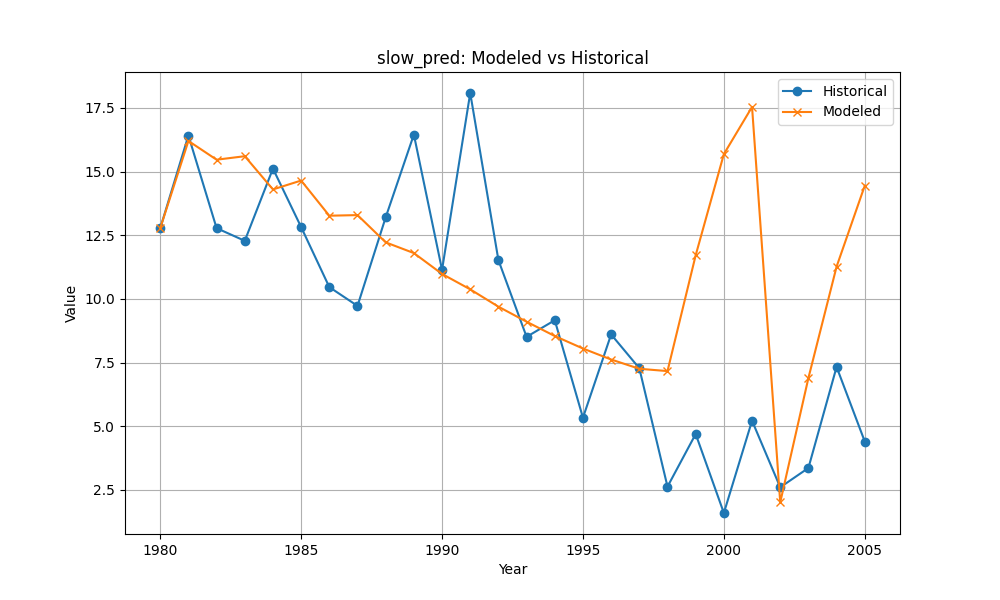 slow_pred: Modeled vs Historical
Historical
Modeled
17.5
15.0
12.5
10.0
7.5
5.0
2.5
Value
1980
1985
1990
1995
2000
2005
Year